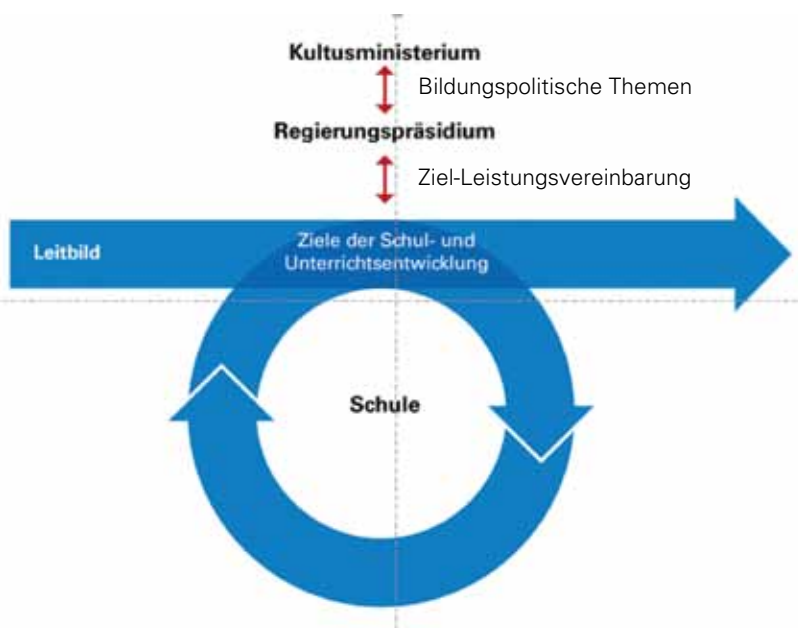 Kultusministerium
Bildungspolitische Themen
Regierungspräsidium
Ziel-Leistungsvereinbarung
Leitbild
Ziele der Schul- und
Unterrichtsentwicklung
Schule